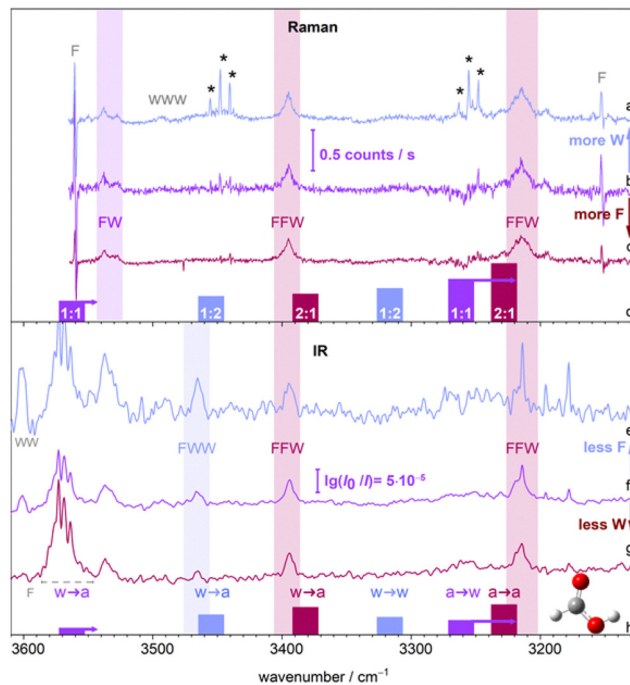 Raman
F
WWW
* * *
* * *
F
a
more W
0.5 counts / s
b
more F
FW
FFW
FFW
1:1
1:2
2:1
1:2
1:1
2:1
IR
e
WW
FWW
FFW
FFW
less F
lg(I0 /I)= 5·10⁻⁵
f
less W
g
F
w→a
w→a
w→a
w→w
a→w
a→a
h
3600
3500
3400
3300
3200
wavenumber / cm⁻¹